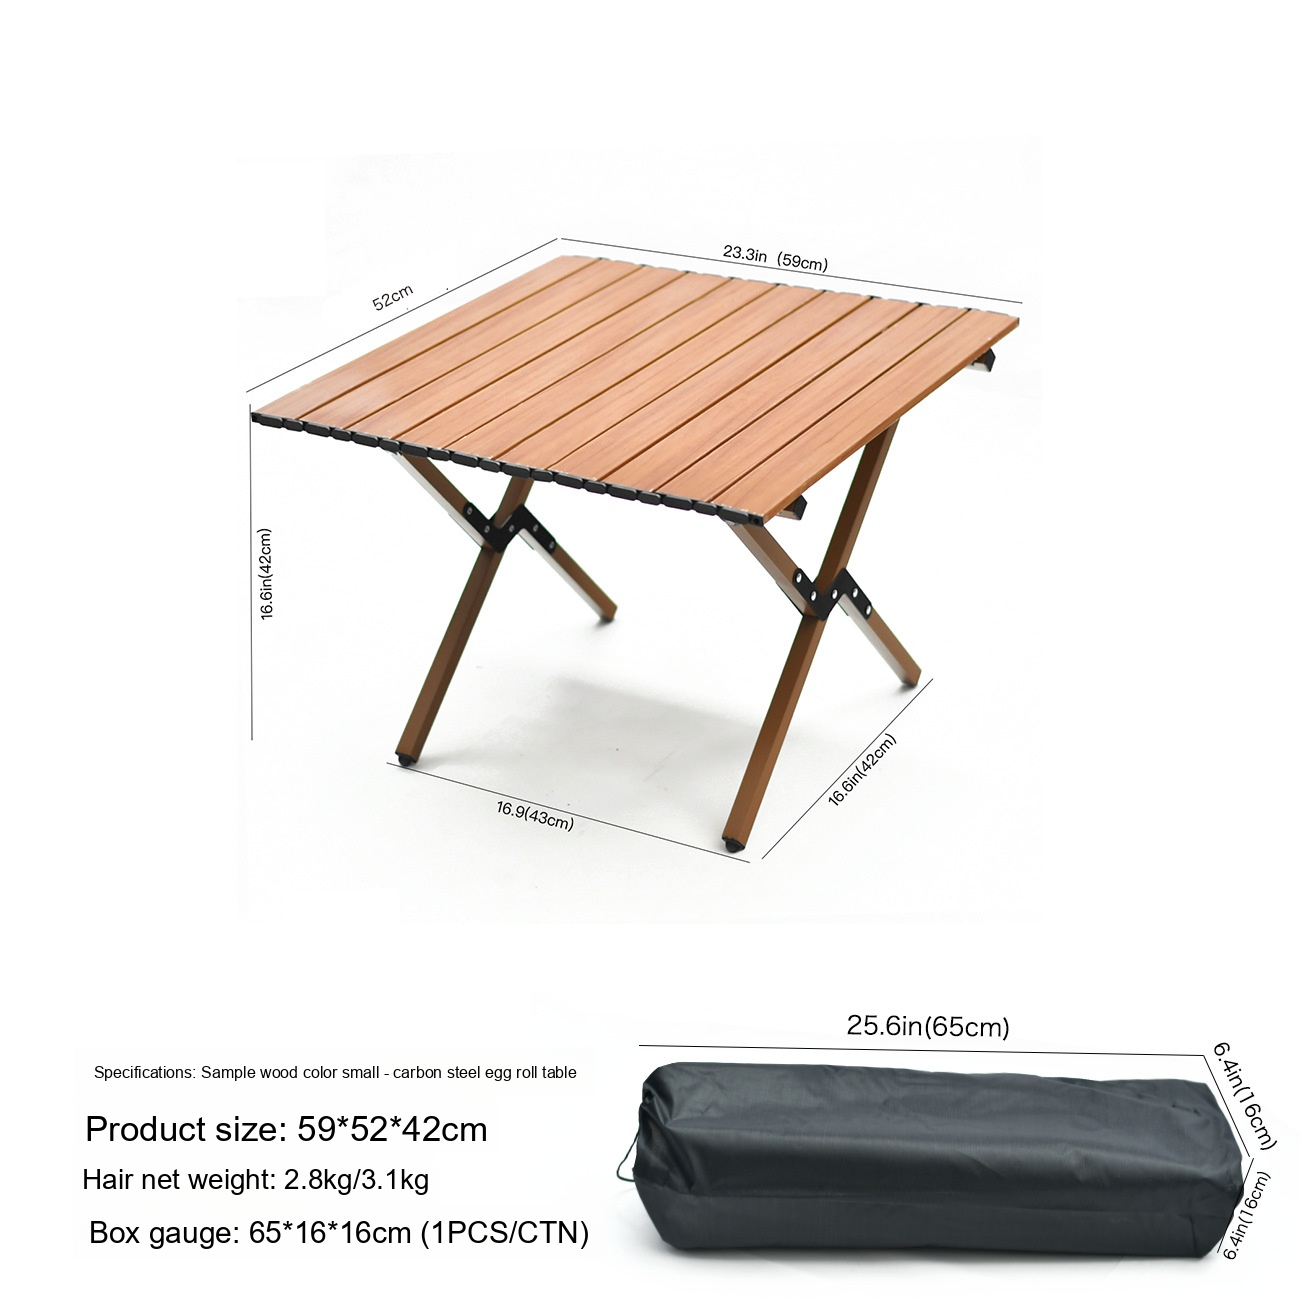 23.3in (59cm)
52cm
16.6in(42cm)
16.9(43cm)
16.6in(42cm)
25.6in(65cm)
6.4in(16cm)
6.4in(16cm)
Specifications: Sample wood color small - carbon steel egg roll table
Product size: 59*52*42cm
Hair net weight: 2.8kg/3.1kg
Box gauge: 65*16*16cm (1PCS/CTN)